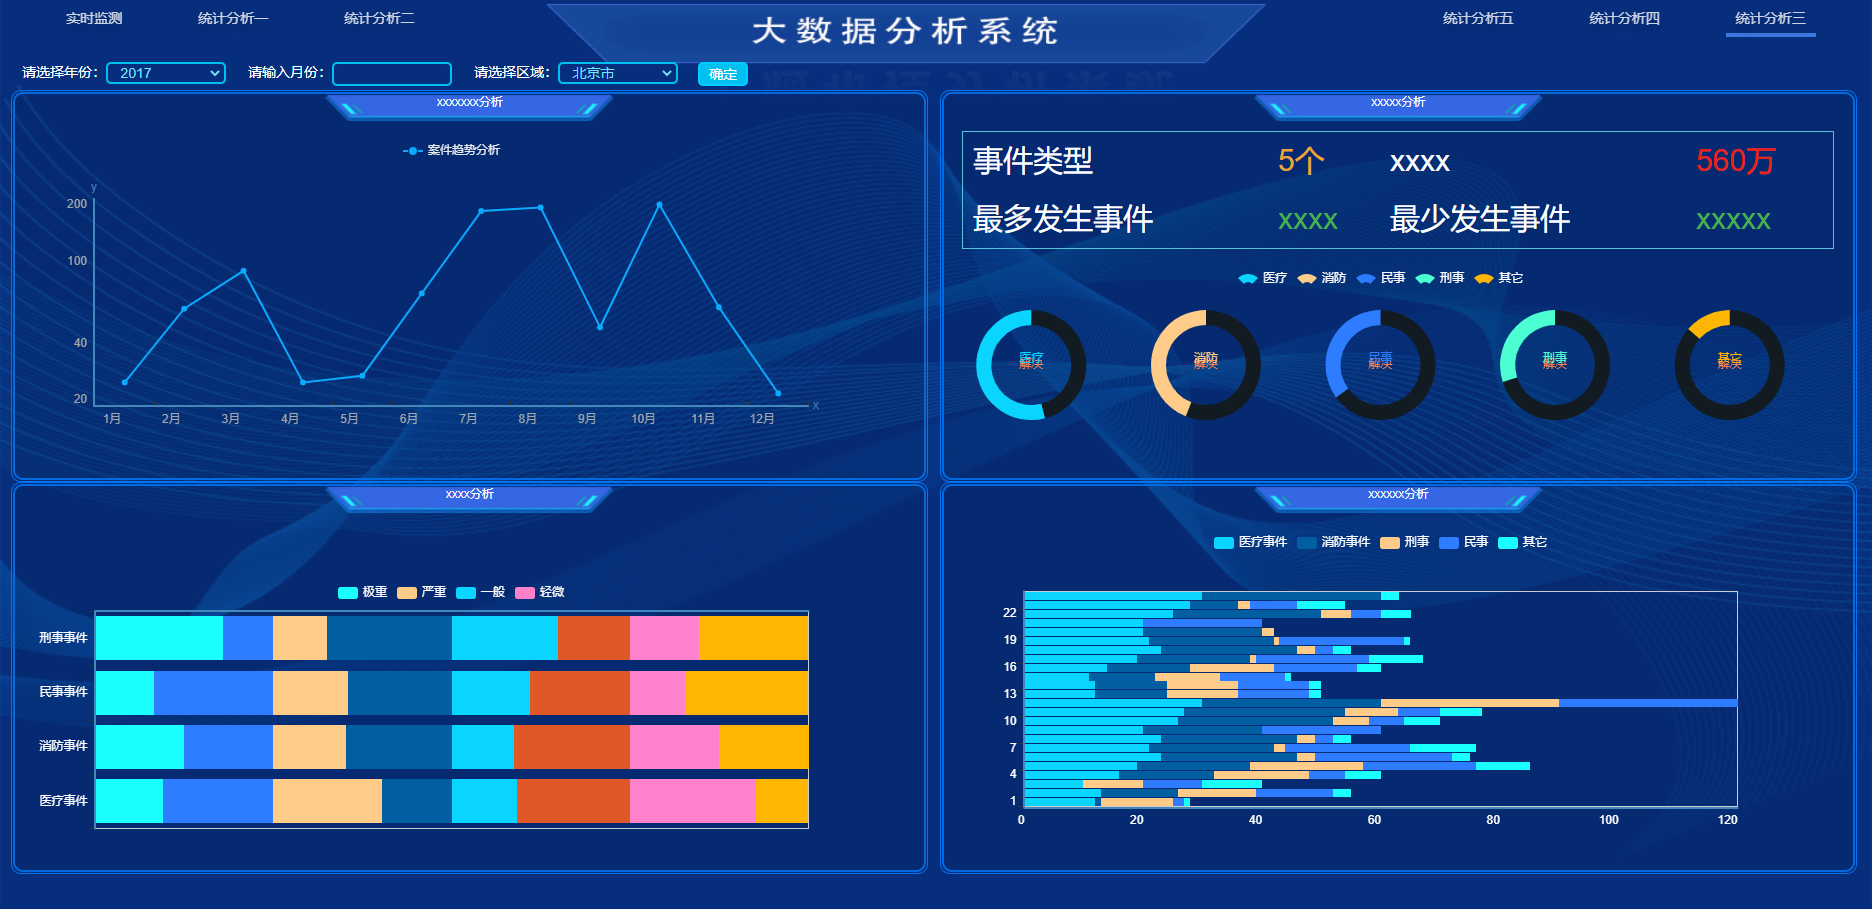 实时监测 统计分析一 统计分析二 大数据分析系统 统计分析五 统计分析四 统计分析三
请选择年份: 2017 请输入月份: 请选择区域: 北京市 确定
xxxxxxx分析
案件趋势分析
y
200
100
40
20
x
1月 2月 3月 4月 5月 6月 7月 8月 9月 10月 11月 12月
xxxxx分析
事件类型 5个 xxxx 560万
最多发生事件 xxxx 最少发生事件 xxxxx
医疗 消防 民事 刑事 其它
医疗 消防 民事 刑事 其它
解决 解决 解决 解决 解决
xxxx分析
极重 严重 一般 轻微
刑事事件
民事事件
消防事件
医疗事件
xxxxxx分析
医疗事件 消防事件 刑事 民事 其它
22
19
16
13
10
7
4
1
0 20 40 60 80 100 120